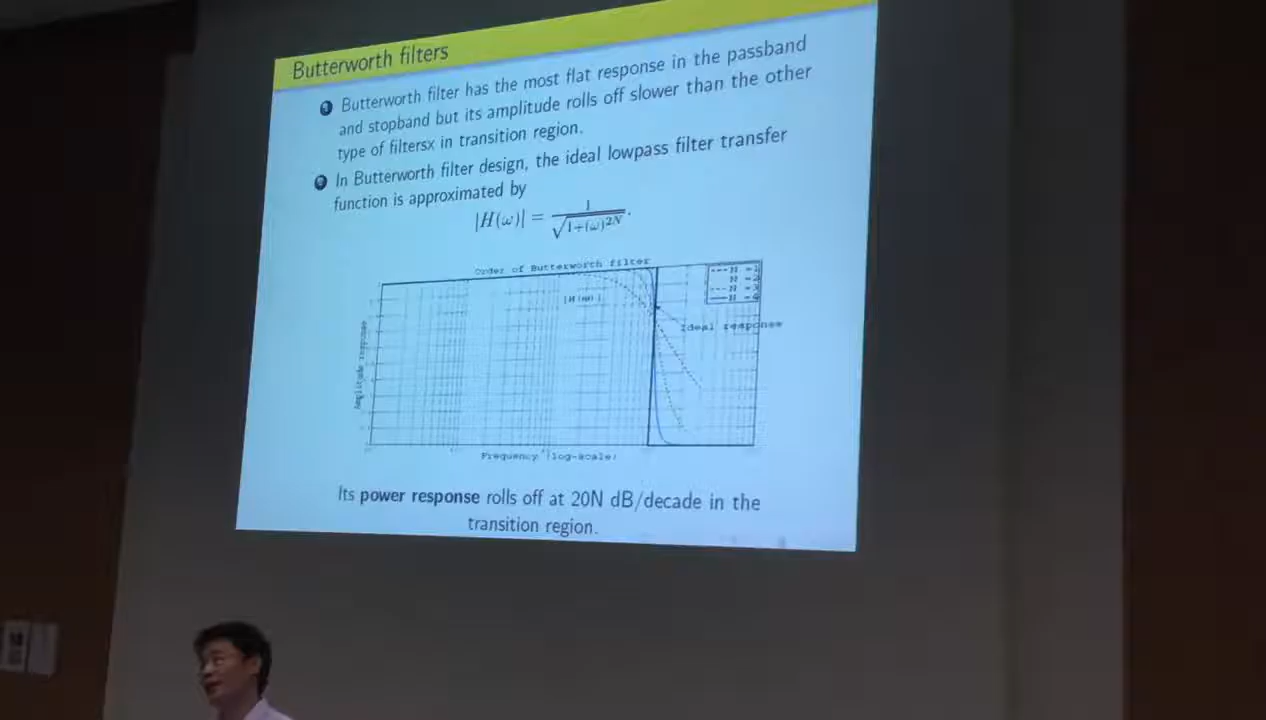 Butterworth filters
Butterworth filter has the most flat response in the passband
and stopband but its amplitude rolls off slower than the other
type of filtersx in transition region.
In Butterworth filter design, the ideal lowpass filter transfer
function is approximated by
|H(ω)| = 1/√1+(ω)^2N.
Order of Butterworth filter
Ideal response
Amplitude response
Frequency (log-scale)
Its power response rolls off at 20N dB/decade in the
transition region.